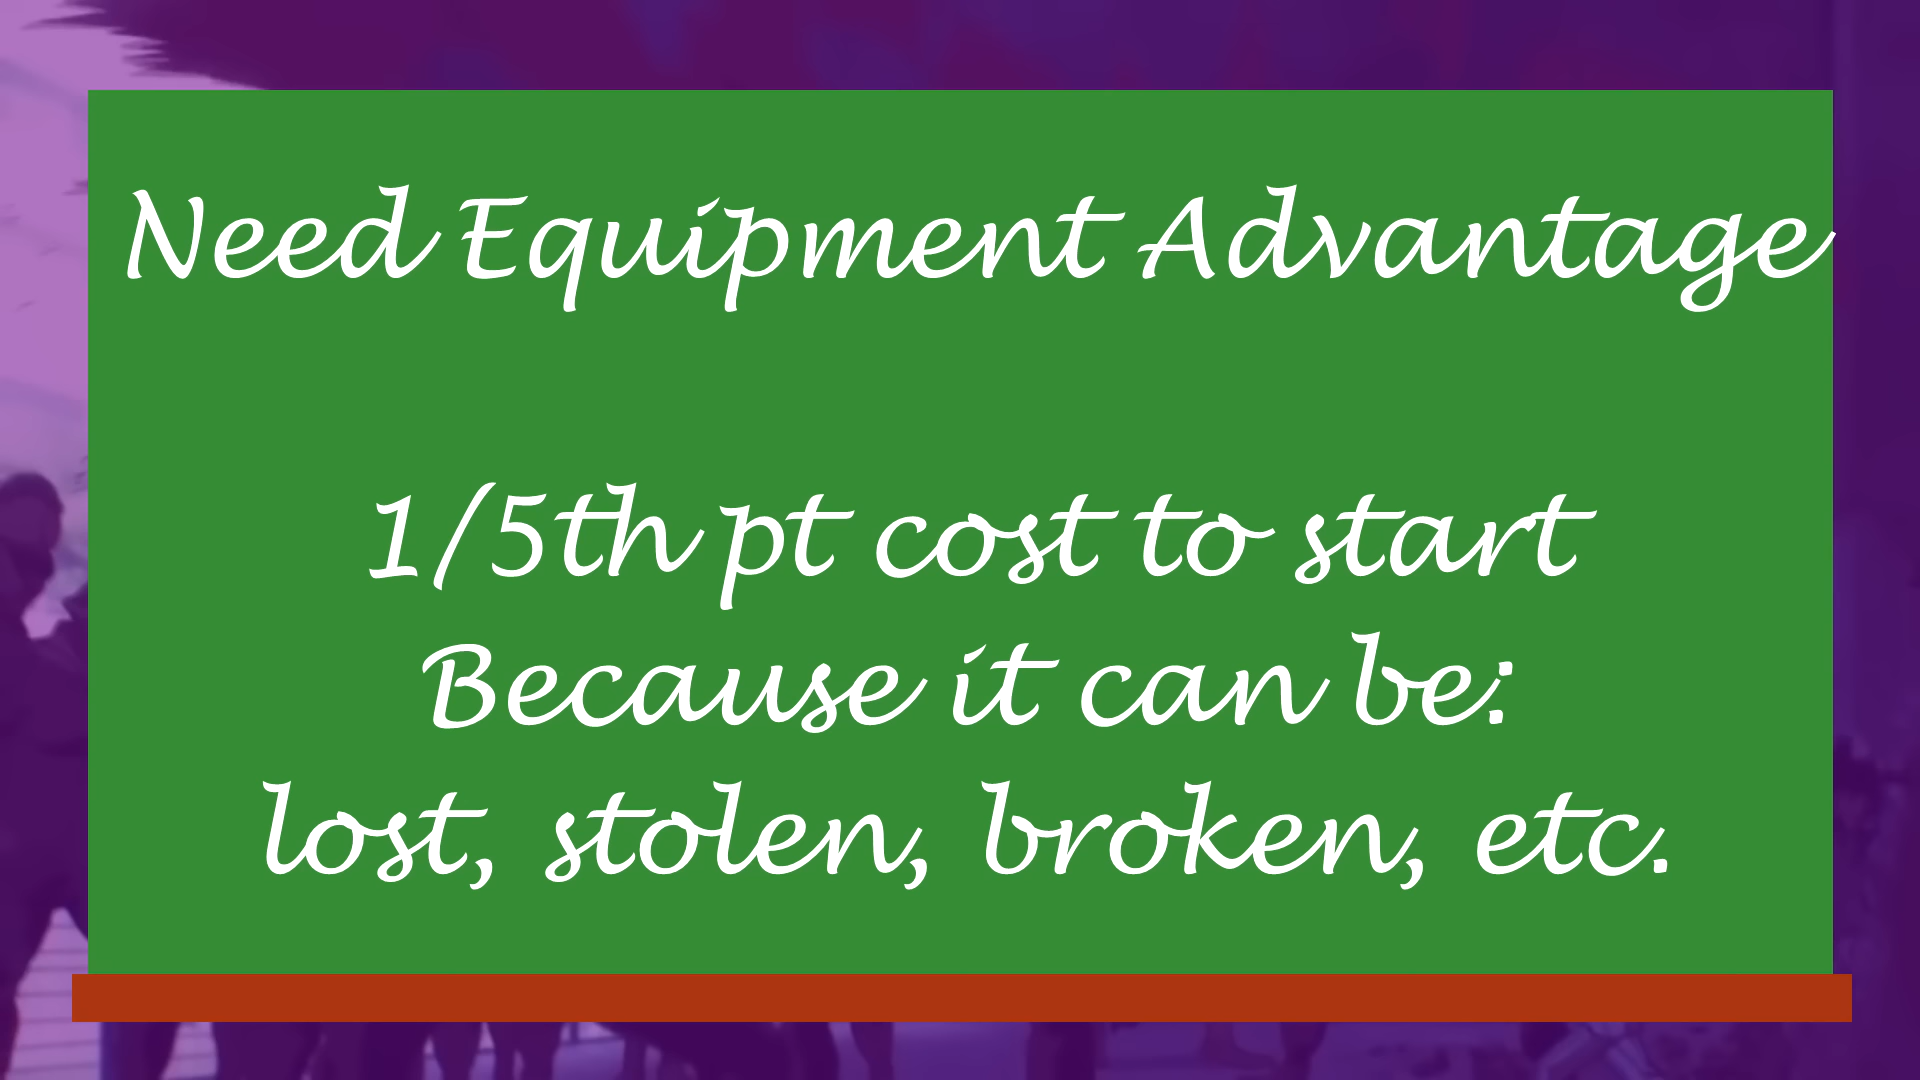 Need Equipment Advantage
1/5th pt cost to start
Because it can be:
lost, stolen, broken, etc.